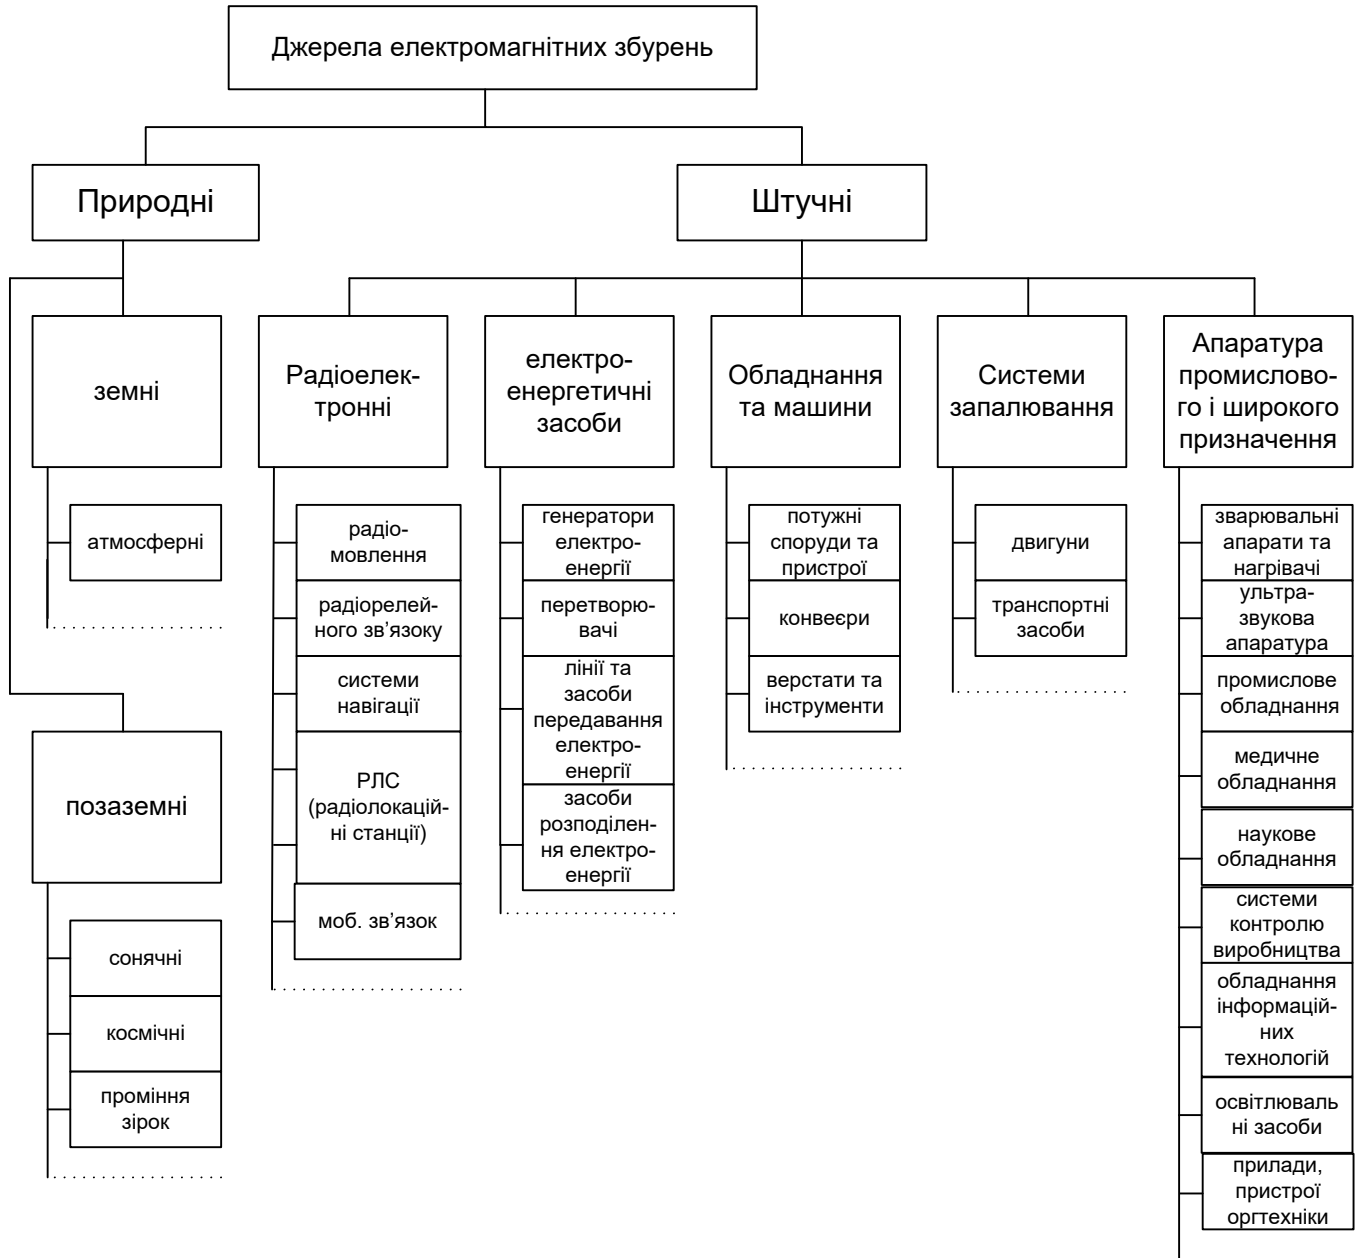 Джерела електромагнітних збурень
Природні
Штучні
земні
Радіоелек-
тронні
електро-
енергетичні
засоби
Обладнання
та машини
Системи
запалювання
Апаратура
промислово-
го і широкого
призначення
атмосферні
радіо-
мовлення
радіорелей-
ного зв’язоку
системи
навігації
РЛС
(радіолокацій-
ні станції)
моб. зв’язок
генератори
електро-
енергії
перетворю-
вачі
лінії та
засоби
передавання
електро-
енергії
засоби
розподілен-
ня електро-
енергії
потужні
споруди та
пристрої
конвеєри
верстати та
інструменти
двигуни
транспортні
засоби
зварювальні
апарати та
нагрівачі
ультра-
звукова
апаратура
промислове
обладнання
медичне
обладнання
наукове
обладнання
системи
контролю
виробництва
обладнання
інформацій-
них
технологій
освітлюваль
ні засоби
прилади,
пристрої
оргтехніки
позаземні
сонячні
космічні
проміння
зірок